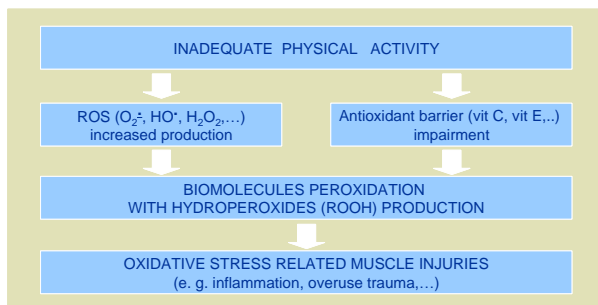 INADEQUATE PHYSICAL ACTIVITY
ROS (O₂∸, HO•, H₂O₂,…)
increased production
Antioxidant barrier (vit C, vit E,..)
impairment
BIOMOLECULES PEROXIDATION
WITH HYDROPEROXIDES (ROOH) PRODUCTION
OXIDATIVE STRESS RELATED MUSCLE INJURIES
(e. g. inflammation, overuse trauma,…)